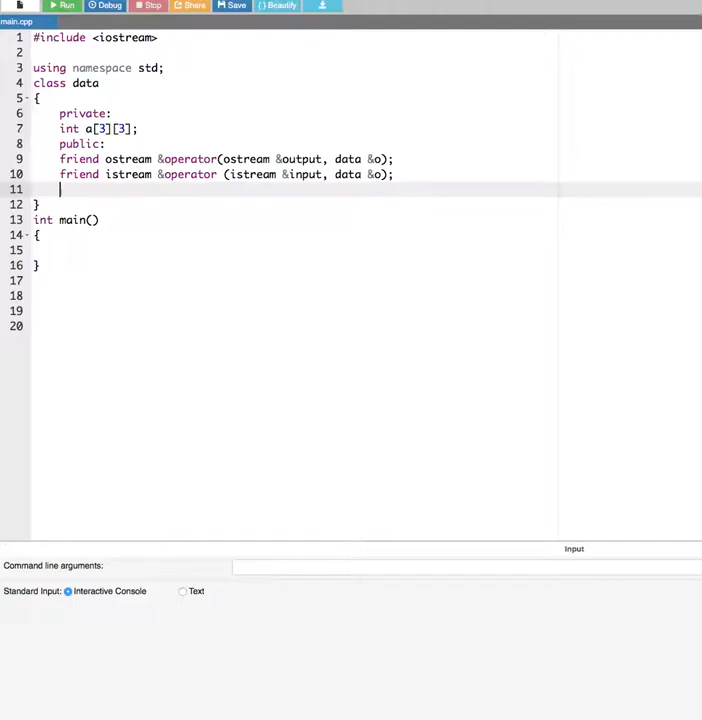 Run Debug Stop Share Save { } Beautify
main.cpp
1 #include <iostream>
2
3 using namespace std;
4 class data
5 {
6 private:
7 int a[3][3];
8 public:
9 friend ostream &operator(ostream &output, data &o);
10 friend istream &operator (istream &input, data &o);
11
12 }
13 int main()
14 {
15
16 }
17
18
19
20
Input
Command line arguments:
Standard Input: Interactive Console Text